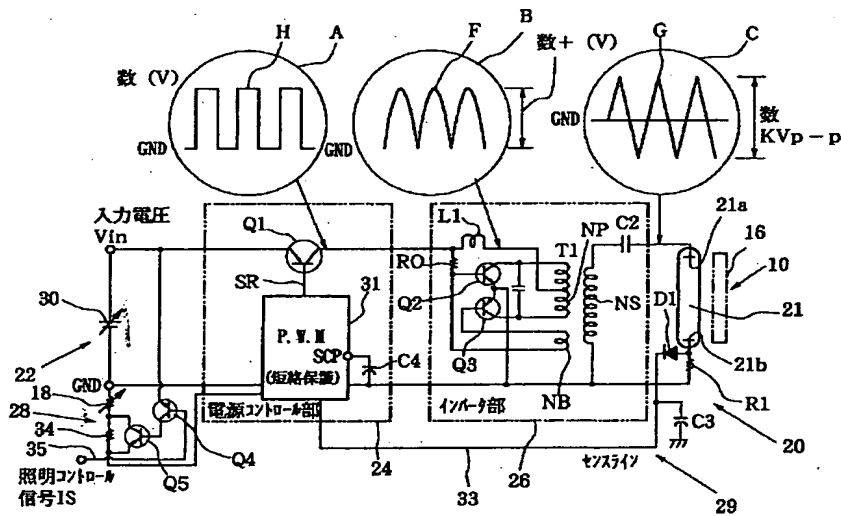 H
A
F
B
G
C
数 (V)
数+ (V)
数
KVp-p
GND
GND
GND
入力電圧
Vin
Q1
SR
31
P.W.M
SCP
(短絡保護)
C4
電源コントロール部
24
L1
RO
Q2
Q3
T1
NP
NS
NB
C2
インバータ部
26
21a
16
10
21
D1
21b
R1
20
C3
センスライン
29
33
30
22
GND
18
28
34
35
Q4
Q5
照明コントロール
信号IS